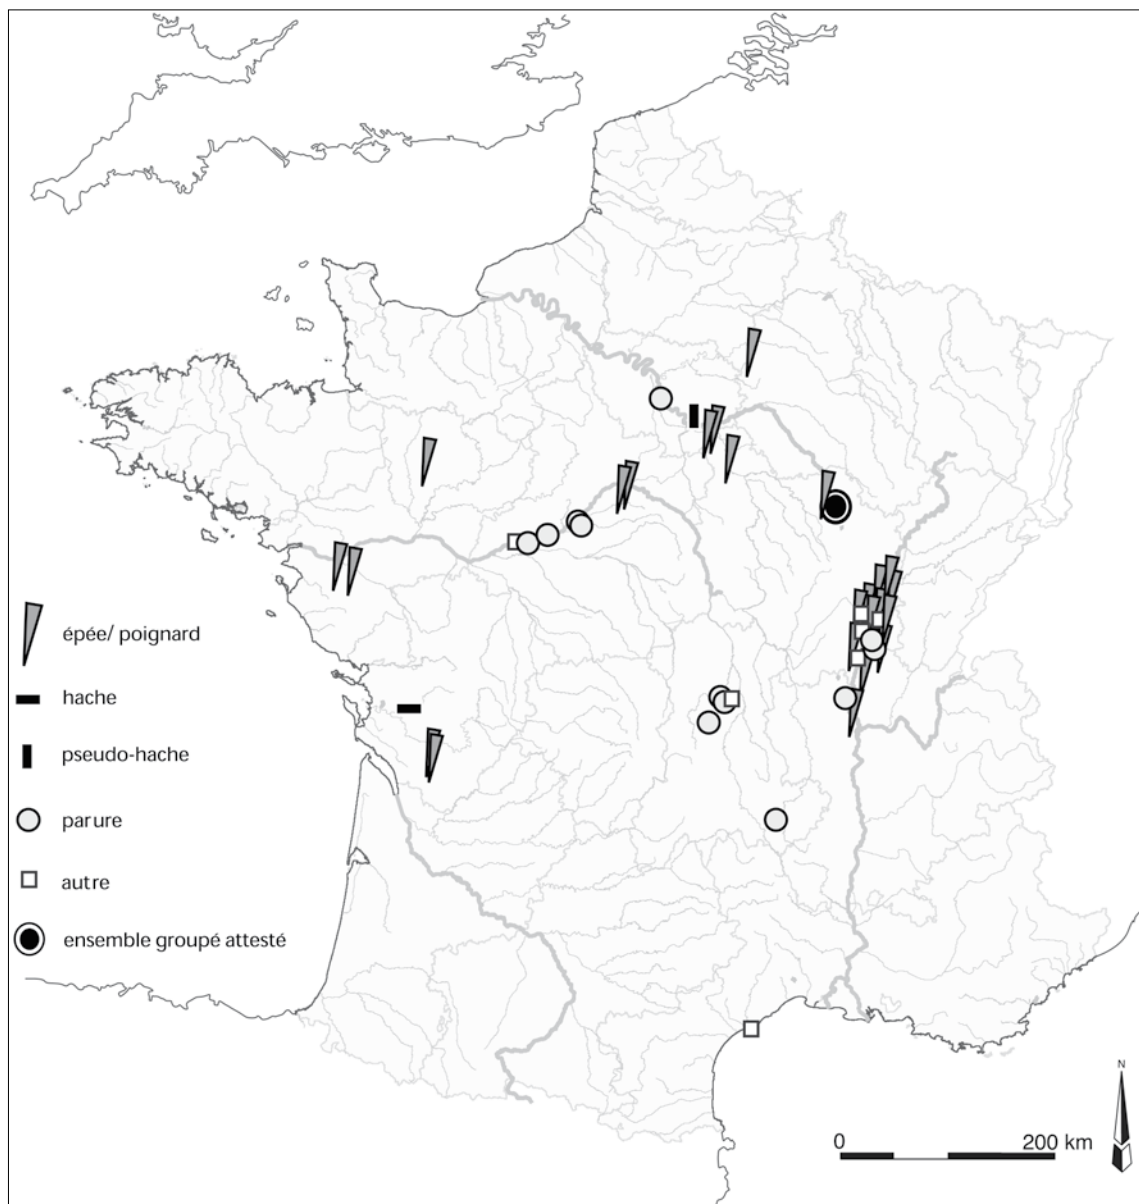 épée/ poignard
hache
pseudo-hache
parure
autre
ensemble groupé attesté
N
0 200 km